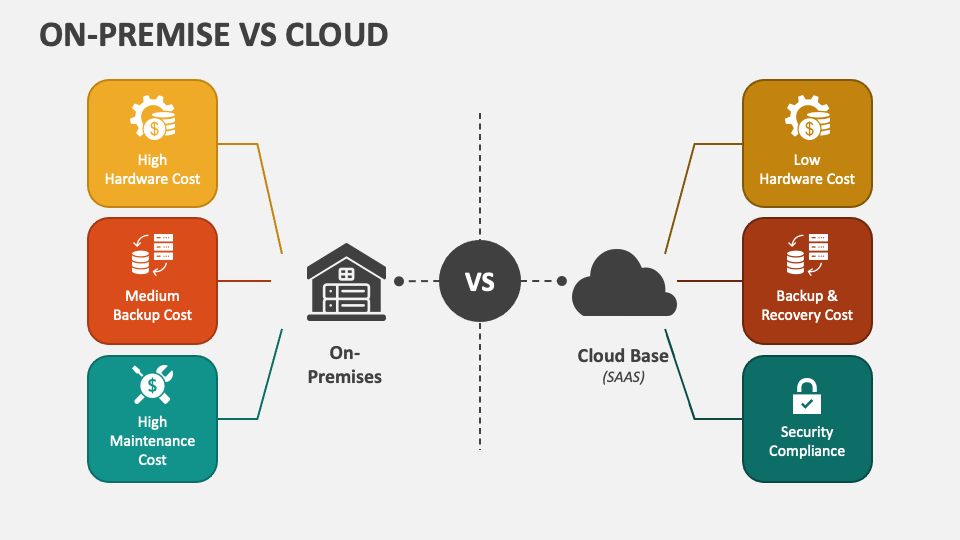 ON-PREMISE VS CLOUD
High
Hardware Cost
Medium
Backup Cost
High
Maintenance
Cost
On-
Premises
VS
Cloud Base
(SAAS)
Low
Hardware Cost
Backup &
Recovery Cost
Security
Compliance